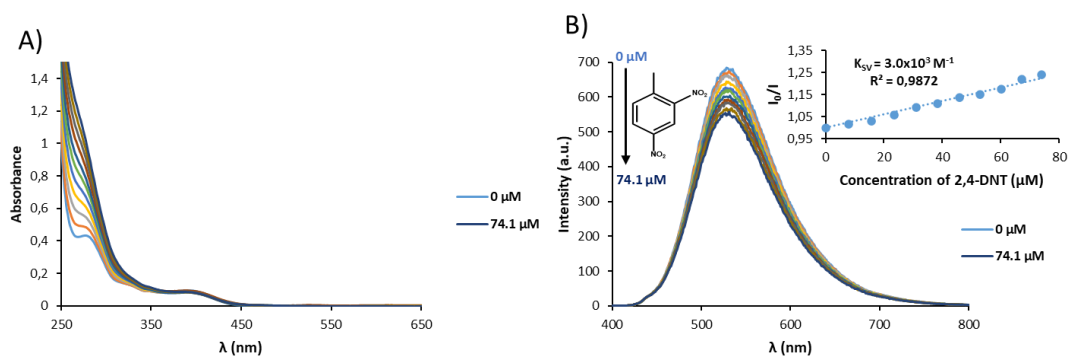 A)
1,4
1,2
1
0,8
0,6
0,4
0,2
0
Absorbance
250
350
450
550
650
λ (nm)
0 µM
74.1 µM
B)
700
600
500
400
300
200
100
0
Intensity (a.u.)
400
500
600
700
800
λ (nm)
0 µM
NO₂
NO₂
74.1 µM
1,35
1,25
1,15
1,05
0,95
I₀/I
K_SV = 3.0x10³ M⁻¹
R² = 0,9872
0
20
40
60
80
Concentration of 2,4-DNT (µM)
0 µM
74.1 µM